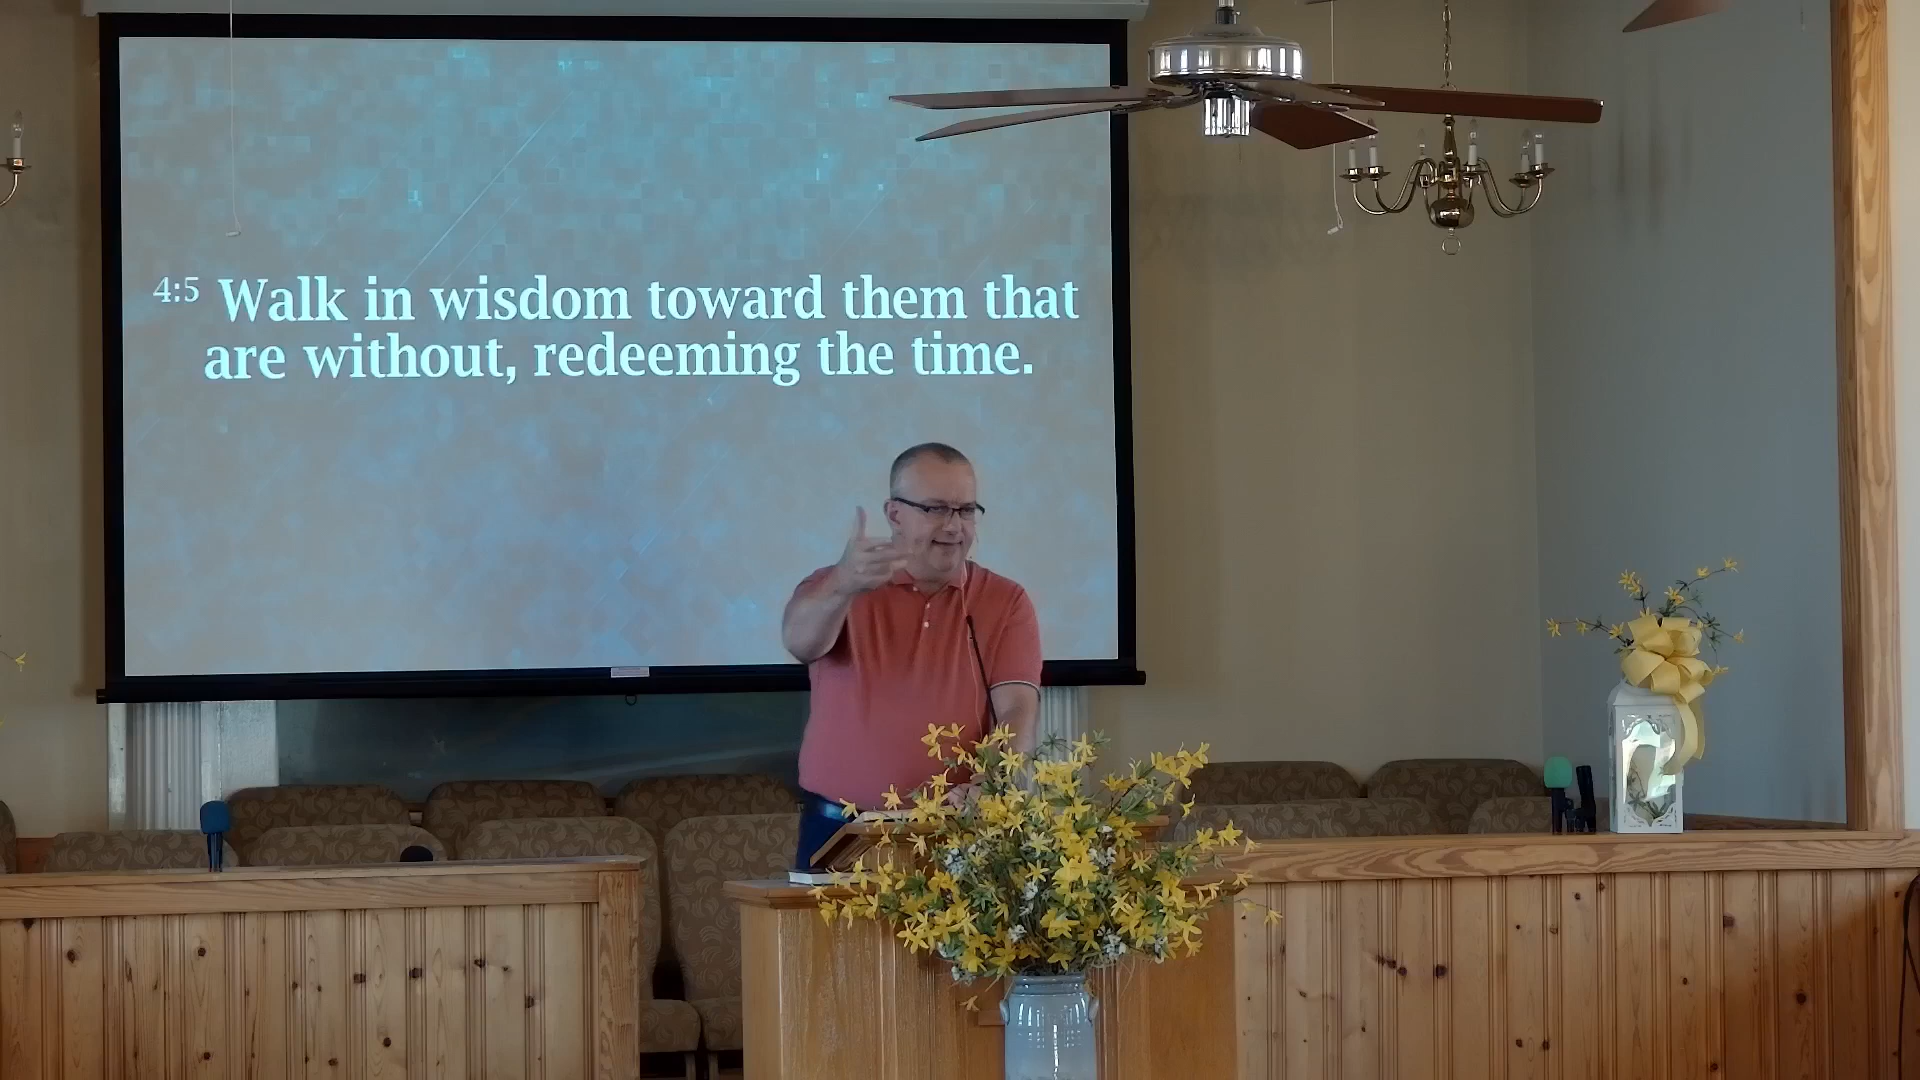 4:5 Walk in wisdom toward them that
are without, redeeming the time.